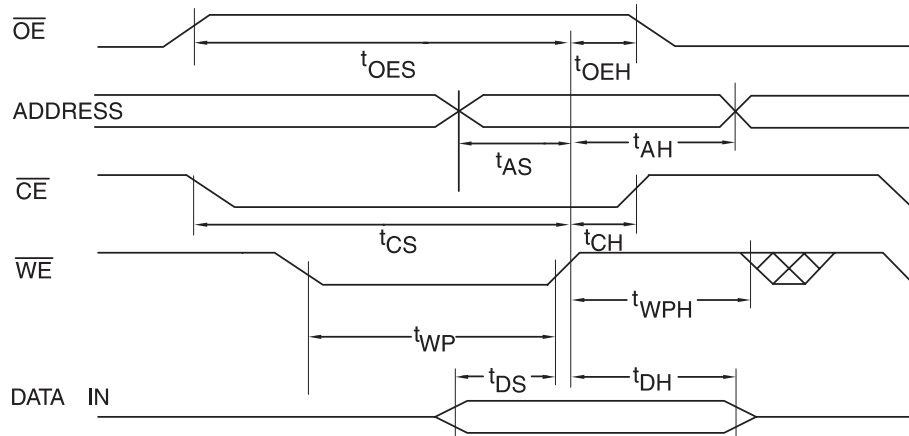 OE
tOES
tOEH
ADDRESS
tAS
tAH
CE
tCS
tCH
WE
tWPH
tWP
tDS
tDH
DATA IN